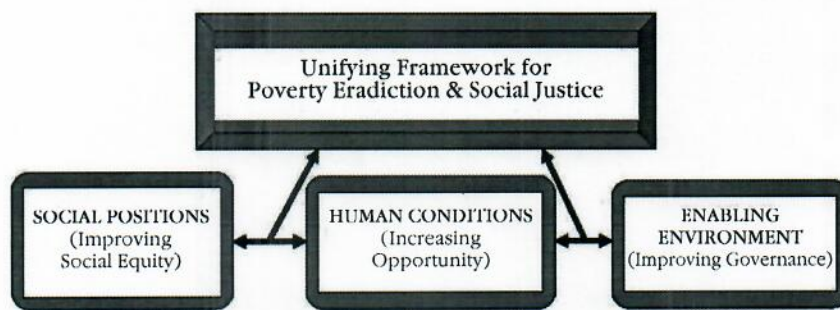 Unifying Framework for
Poverty Eradiction & Social Justice
SOCIAL POSITIONS
(Improving
Social Equity)
HUMAN CONDITIONS
(Increasing
Opportunity)
ENABLING
ENVIRONMENT
(Improving Governance)